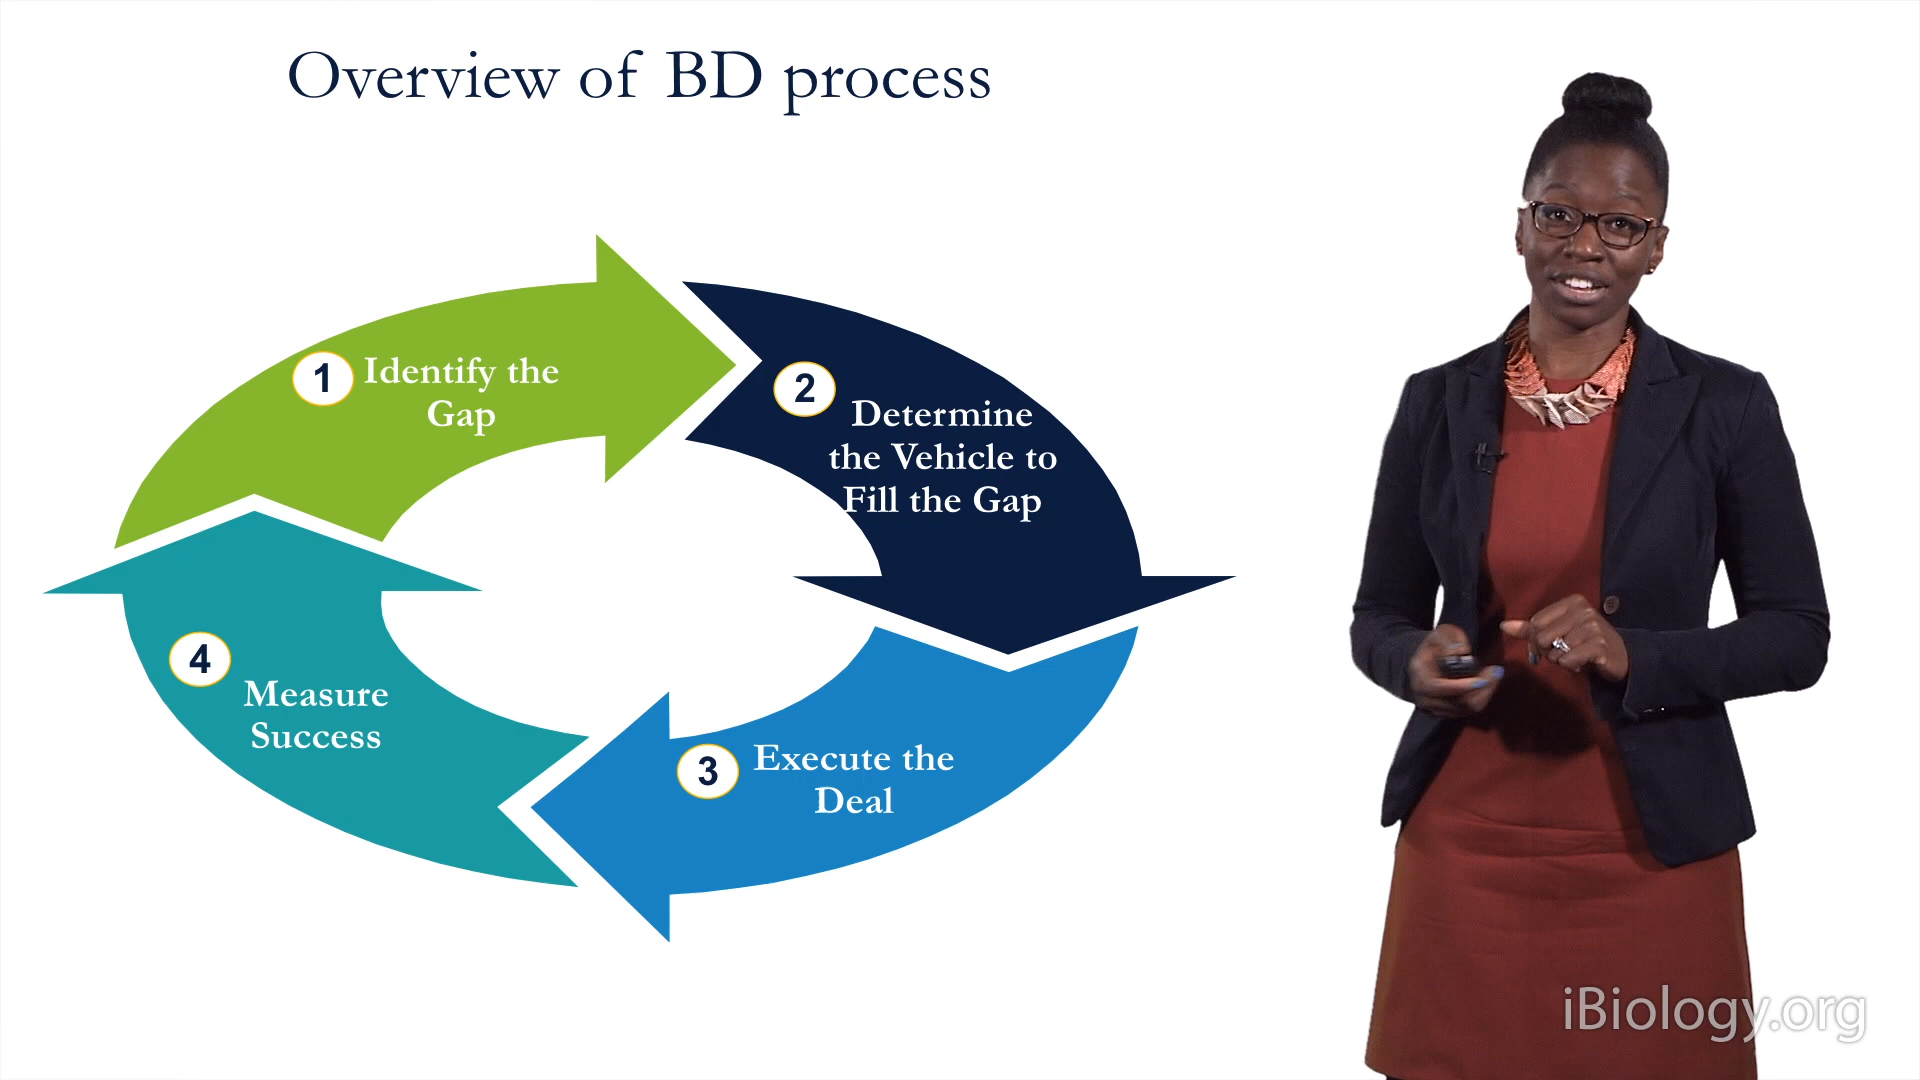 Overview of BD process
1
Identify the
Gap
2
Determine
the Vehicle to
Fill the Gap
3
Execute the
Deal
4
Measure
Success
iBiology.org